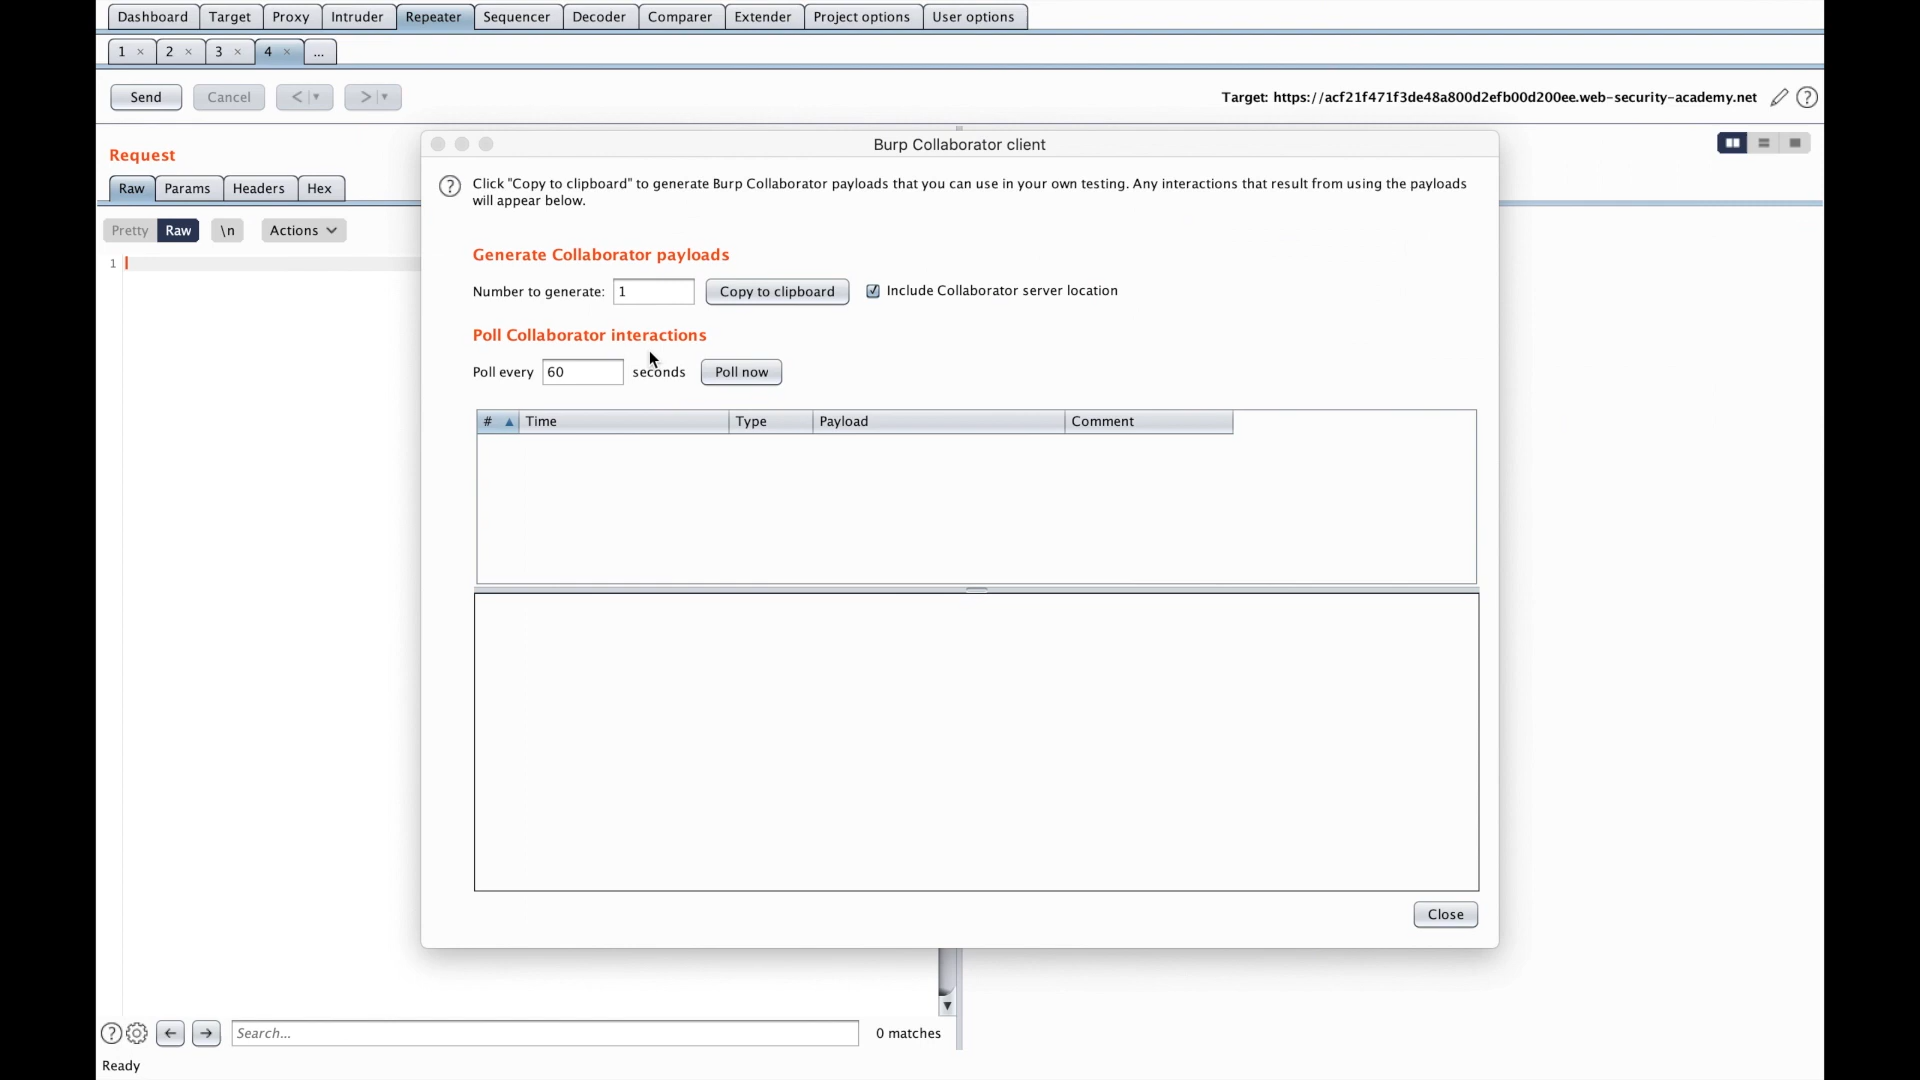 Dashboard Target Proxy Intruder Repeater Sequencer Decoder Comparer Extender Project options User options
1 × 2 × 3 × 4 × ...
Send Cancel < ▾ > ▾ Target: https://acf21f471f3de48a800d2efb00d200ee.web-security-academy.net ?
Burp Collaborator client
Request
Raw Params Headers Hex
? Click "Copy to clipboard" to generate Burp Collaborator payloads that you can use in your own testing. Any interactions that result from using the payloads
will appear below.
Pretty Raw \n Actions
1
Generate Collaborator payloads
Number to generate: 1 Copy to clipboard Include Collaborator server location
Poll Collaborator interactions
Poll every 60 seconds Poll now
# Time Type Payload Comment
Close
? Search... 0 matches
Ready